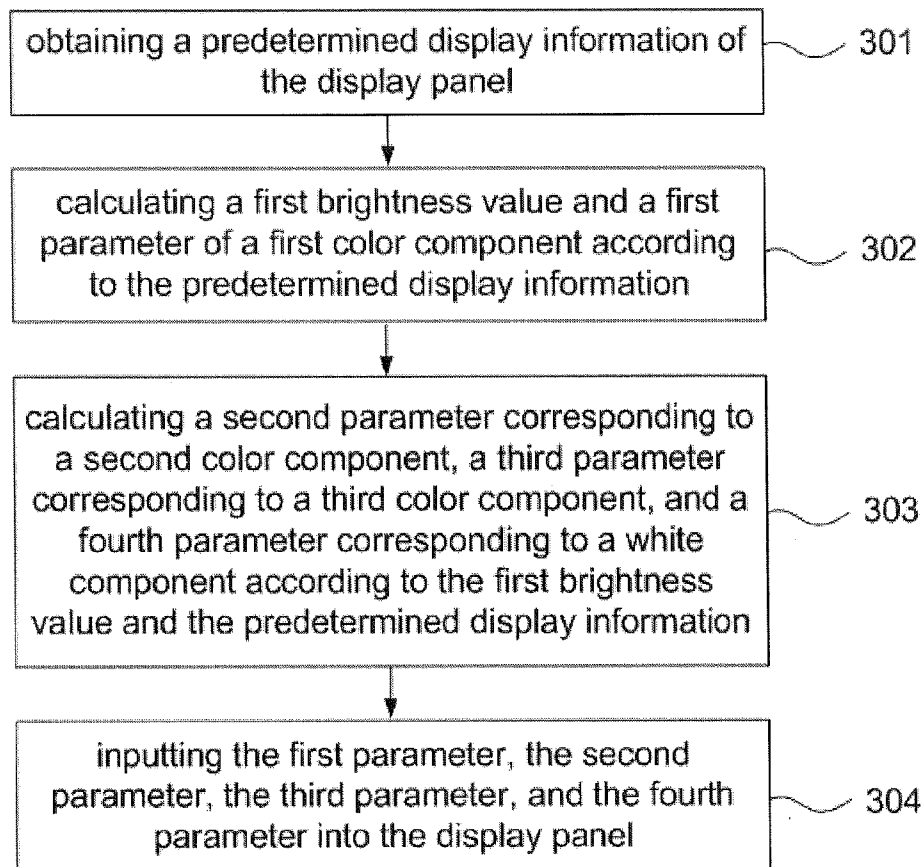 obtaining a predetermined display information of
the display panel
301
calculating a first brightness value and a first
parameter of a first color component according
to the predetermined display information
302
calculating a second parameter corresponding to
a second color component, a third parameter
corresponding to a third color component, and a
fourth parameter corresponding to a white
component according to the first brightness
value and the predetermined display information
303
inputting the first parameter, the second
parameter, the third parameter, and the fourth
parameter into the display panel
304